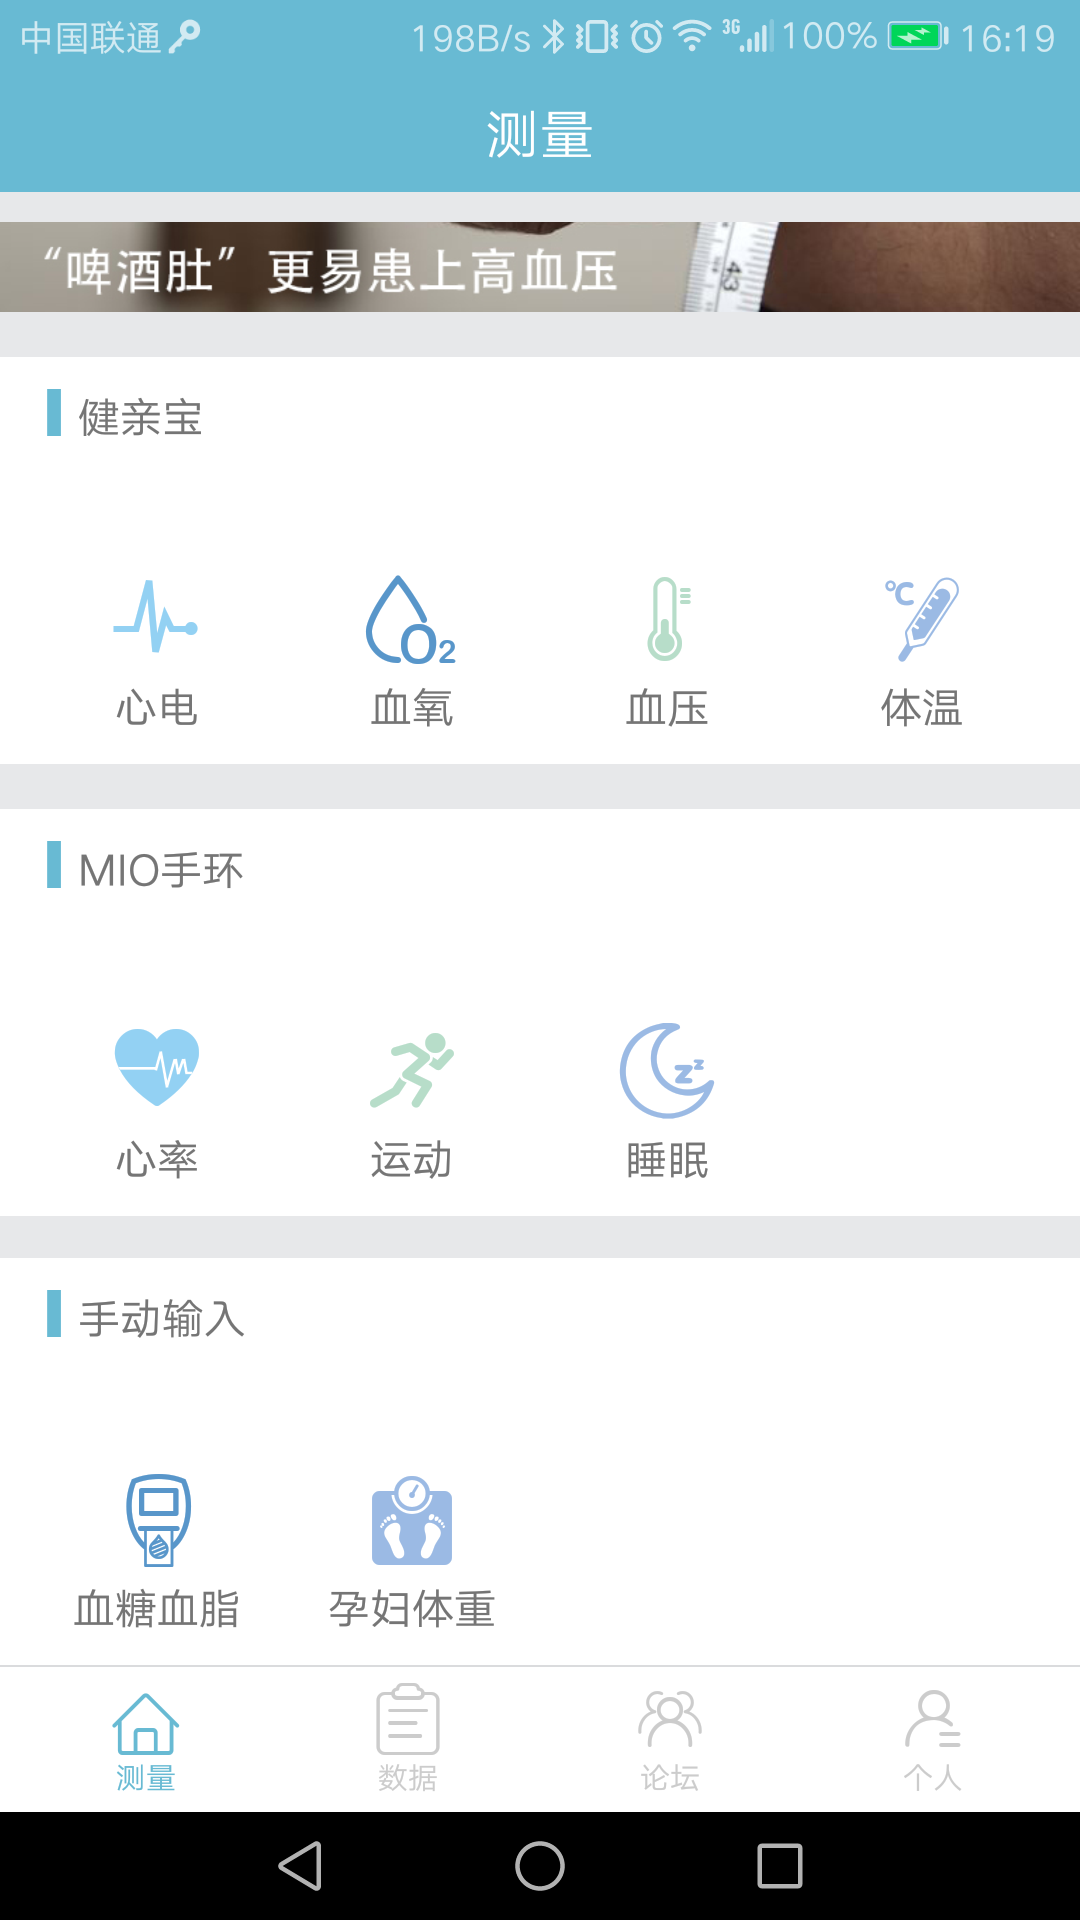 中国联通 198B/s 3G 100% 16:19
测量
“啤酒肚”更易患上高血压
健亲宝
心电 血氧 血压 体温
MIO手环
心率 运动 睡眠
手动输入
血糖血脂 孕妇体重
测量 数据 论坛 个人